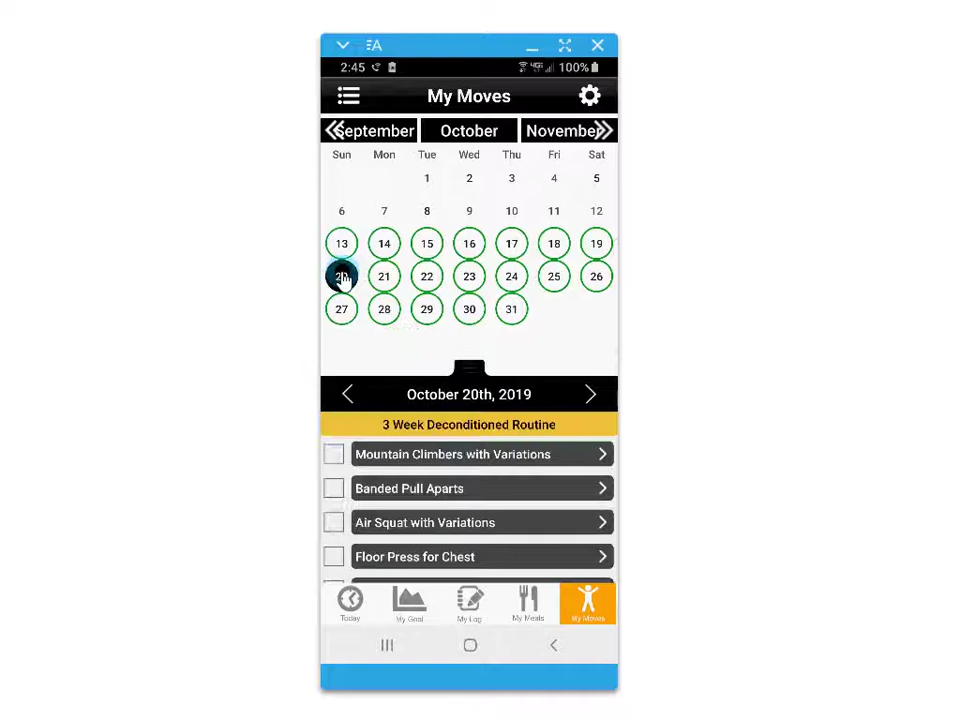 2:45 100%
My Moves
September October November
Sun Mon Tue Wed Thu Fri Sat
1 2 3 4 5
6 7 8 9 10 11 12
13 14 15 16 17 18 19
21 22 23 24 25 26
27 28 29 30 31
October 20th, 2019
3 Week Deconditioned Routine
Mountain Climbers with Variations
Banded Pull Aparts
Air Squat with Variations
Floor Press for Chest
Today My Goal My Log My Meals My Moves